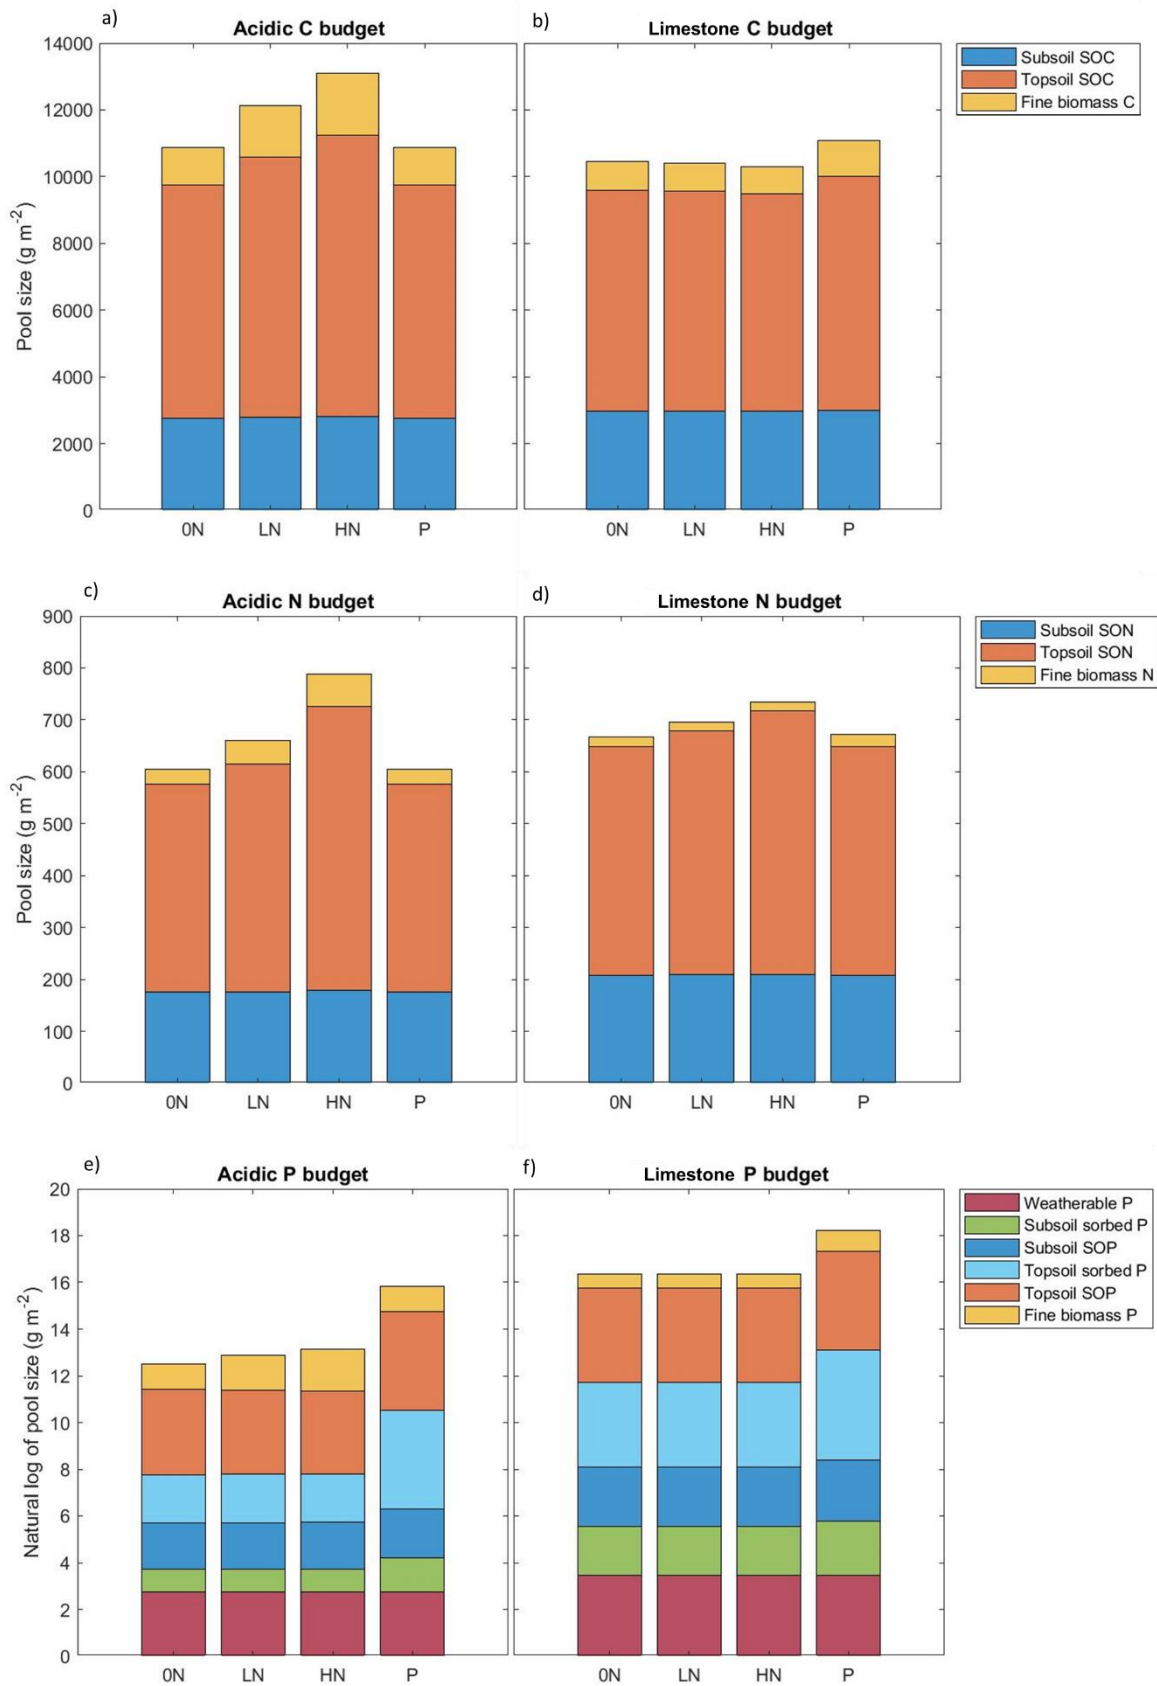 a)
Acidic C budget
b)
Limestone C budget
14000
12000
10000
8000
6000
4000
2000
0
Pool size (g m⁻²)
0N LN HN P
0N LN HN P
Subsoil SOC
Topsoil SOC
Fine biomass C
c)
Acidic N budget
d)
Limestone N budget
900
800
700
600
500
400
300
200
100
0
Pool size (g m⁻²)
0N LN HN P
0N LN HN P
Subsoil SON
Topsoil SON
Fine biomass N
e)
Acidic P budget
f)
Limestone P budget
20
18
16
14
12
10
8
6
4
2
0
Natural log of pool size (g m⁻²)
0N LN HN P
0N LN HN P
Weatherable P
Subsoil sorbed P
Subsoil SOP
Topsoil sorbed P
Topsoil SOP
Fine biomass P